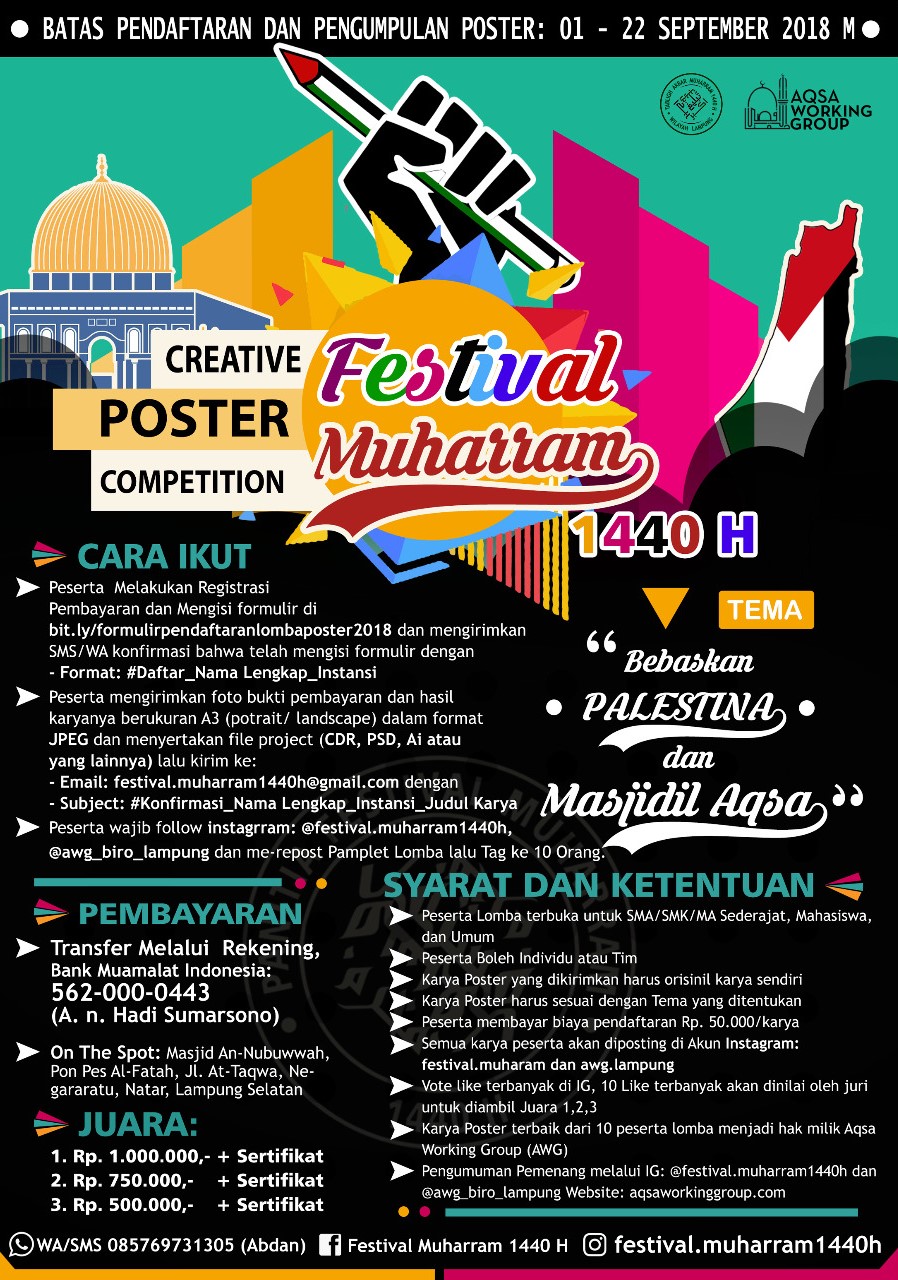 BATAS PENDAFTARAN DAN PENGUMPULAN POSTER: 01 - 22 SEPTEMBER 2018 M
TABLIGH AKBAR MUHARRAM 1440 H
WILAYAH LAMPUNG
AQSA
WORKING
GROUP
CREATIVE
POSTER
COMPETITION
Festival
Muharram
1440 H
CARA IKUT
Peserta Melakukan Registrasi
Pembayaran dan Mengisi formulir di
bit.ly/formulirpendaftaranlombaposter2018 dan mengirimkan
SMS/WA konfirmasi bahwa telah mengisi formulir dengan
- Format: #Daftar_Nama Lengkap_Instansi
Peserta mengirimkan foto bukti pembayaran dan hasil
karyanya berukuran A3 (potrait/ landscape) dalam format
JPEG dan menyertakan file project (CDR, PSD, Ai atau
yang lainnya) lalu kirim ke:
- Email: festival.muharram1440h@gmail.com dengan
- Subject: #Konfirmasi_Nama Lengkap_Instansi_Judul Karya
Peserta wajib follow instagrram: @festival.muharram1440h,
@awg_biro_lampung dan me-repost Pamplet Lomba lalu Tag ke 10 Orang.
TEMA
“Bebaskan
• PALESTINA •
dan
Masjidil Aqsa”
PEMBAYARAN
Transfer Melalui Rekening,
Bank Muamalat Indonesia:
562-000-0443
(A. n. Hadi Sumarsono)
On The Spot: Masjid An-Nubuwwah,
Pon Pes Al-Fatah, Jl. At-Taqwa, Ne-
gararatu, Natar, Lampung Selatan
JUARA:
1. Rp. 1.000.000,- + Sertifikat
2. Rp. 750.000,- + Sertifikat
3. Rp. 500.000,- + Sertifikat
SYARAT DAN KETENTUAN
Peserta Lomba terbuka untuk SMA/SMK/MA Sederajat, Mahasiswa,
dan Umum
Peserta Boleh Individu atau Tim
Karya Poster yang dikirimkan harus orisinil karya sendiri
Karya Poster harus sesuai dengan Tema yang ditentukan
Peserta membayar biaya pendaftaran Rp. 50.000/karya
Semua karya peserta akan diposting di Akun Instagram:
festival.muharam dan awg.lampung
Vote like terbanyak di IG, 10 Like terbanyak akan dinilai oleh juri
untuk diambil Juara 1,2,3
Karya Poster terbaik dari 10 peserta lomba menjadi hak milik Aqsa
Working Group (AWG)
Pengumuman Pemenang melalui IG: @festival.muharram1440h dan
@awg_biro_lampung Website: aqsaworkinggroup.com
PANITIA FESTIVAL MUHARRAM
1440 H
WA/SMS 085769731305 (Abdan)
Festival Muharram 1440 H
festival.muharram1440h